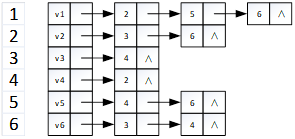 1 v1 2 5 6 ∧
2 v2 3 6 ∧
3 v3 4 ∧
4 v4 2 ∧
5 v5 4 6 ∧
6 v6 3 4 ∧